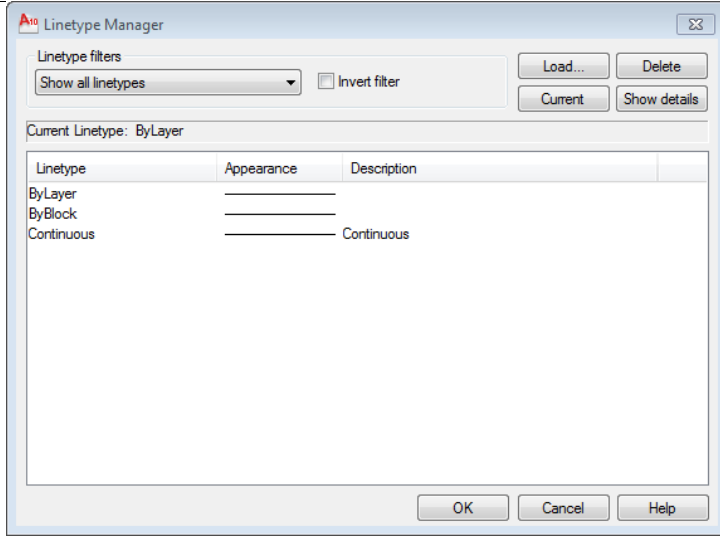 A10 Linetype Manager
Linetype filters
Show all linetypes
Invert filter
Load...
Delete
Current
Show details
Current Linetype: ByLayer
Linetype Appearance Description
ByLayer
ByBlock
Continuous Continuous
OK Cancel Help